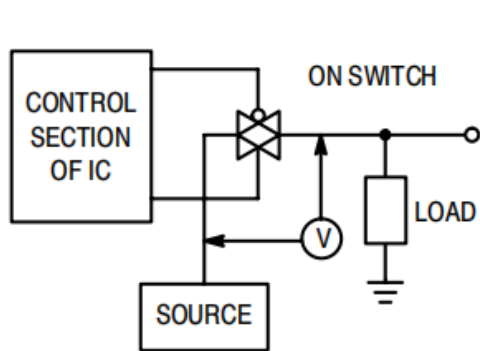 ON SWITCH
CONTROL
SECTION
OF IC
LOAD
V
SOURCE